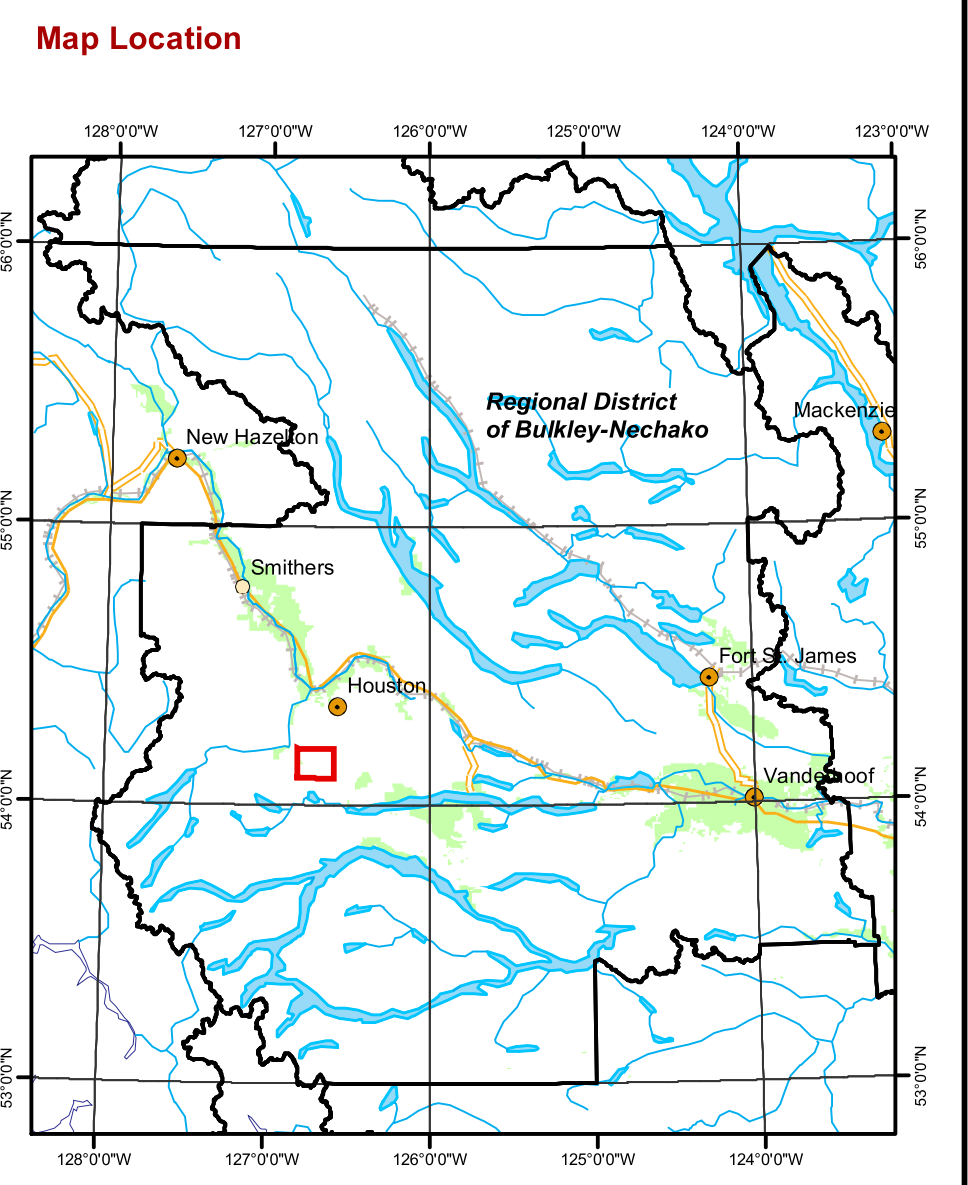 Map Location
128°0'0"W 127°0'0"W 126°0'0"W 125°0'0"W 124°0'0"W 123°0'0"W
56°0'0"N
56°0'0"N
Regional District
of Bulkley-Nechako
Mackenzie
New Hazelton
55°0'0"N
55°0'0"N
Smithers
Fort St. James
Houston
Vanderhoof
54°0'0"N
54°0'0"N
53°0'0"N
53°0'0"N
128°0'0"W 127°0'0"W 126°0'0"W 125°0'0"W 124°0'0"W